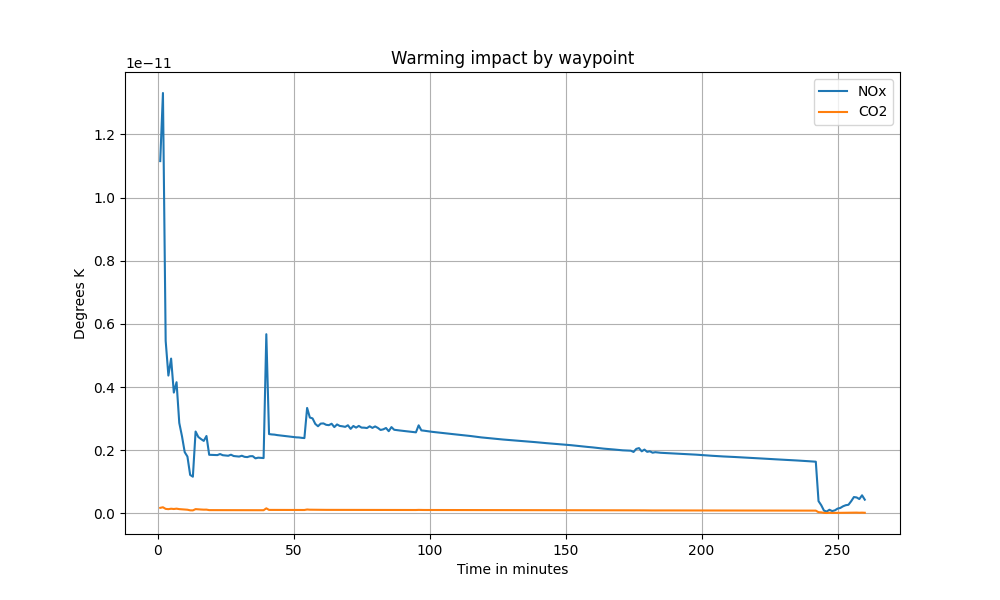 Warming impact by waypoint
1e−11
NOx
CO2
1.2
1.0
0.8
0.6
0.4
0.2
0.0
Degrees K
0 50 100 150 200 250
Time in minutes